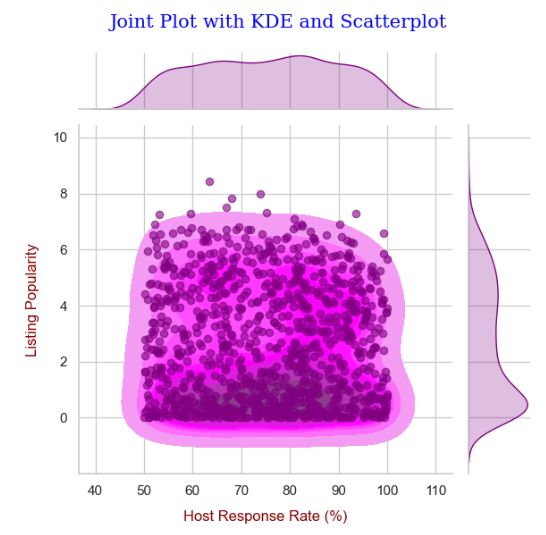 Joint Plot with KDE and Scatterplot
10
8
6
4
2
0
Listing Popularity
40 50 60 70 80 90 100 110
Host Response Rate (%)